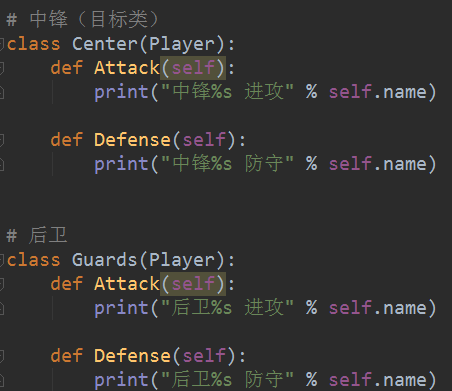 # 中锋（目标类）
class Center(Player):
    def Attack(self):
        print("中锋%s 进攻" % self.name)
    def Defense(self):
        print("中锋%s 防守" % self.name)
# 后卫
class Guards(Player):
    def Attack(self):
        print("后卫%s 进攻" % self.name)
    def Defense(self):
        print("后卫%s 防守" % self.name)